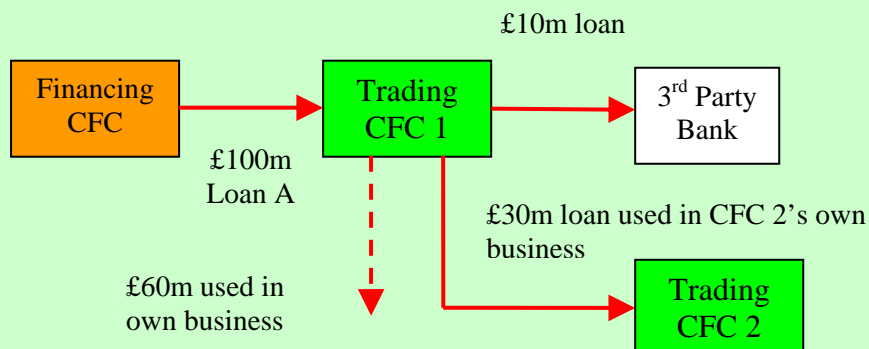 £10m loan
Financing
CFC
Trading
CFC 1
3rd Party
Bank
£100m
Loan A
£30m loan used in CFC 2's own
business
£60m used in
own business
Trading
CFC 2